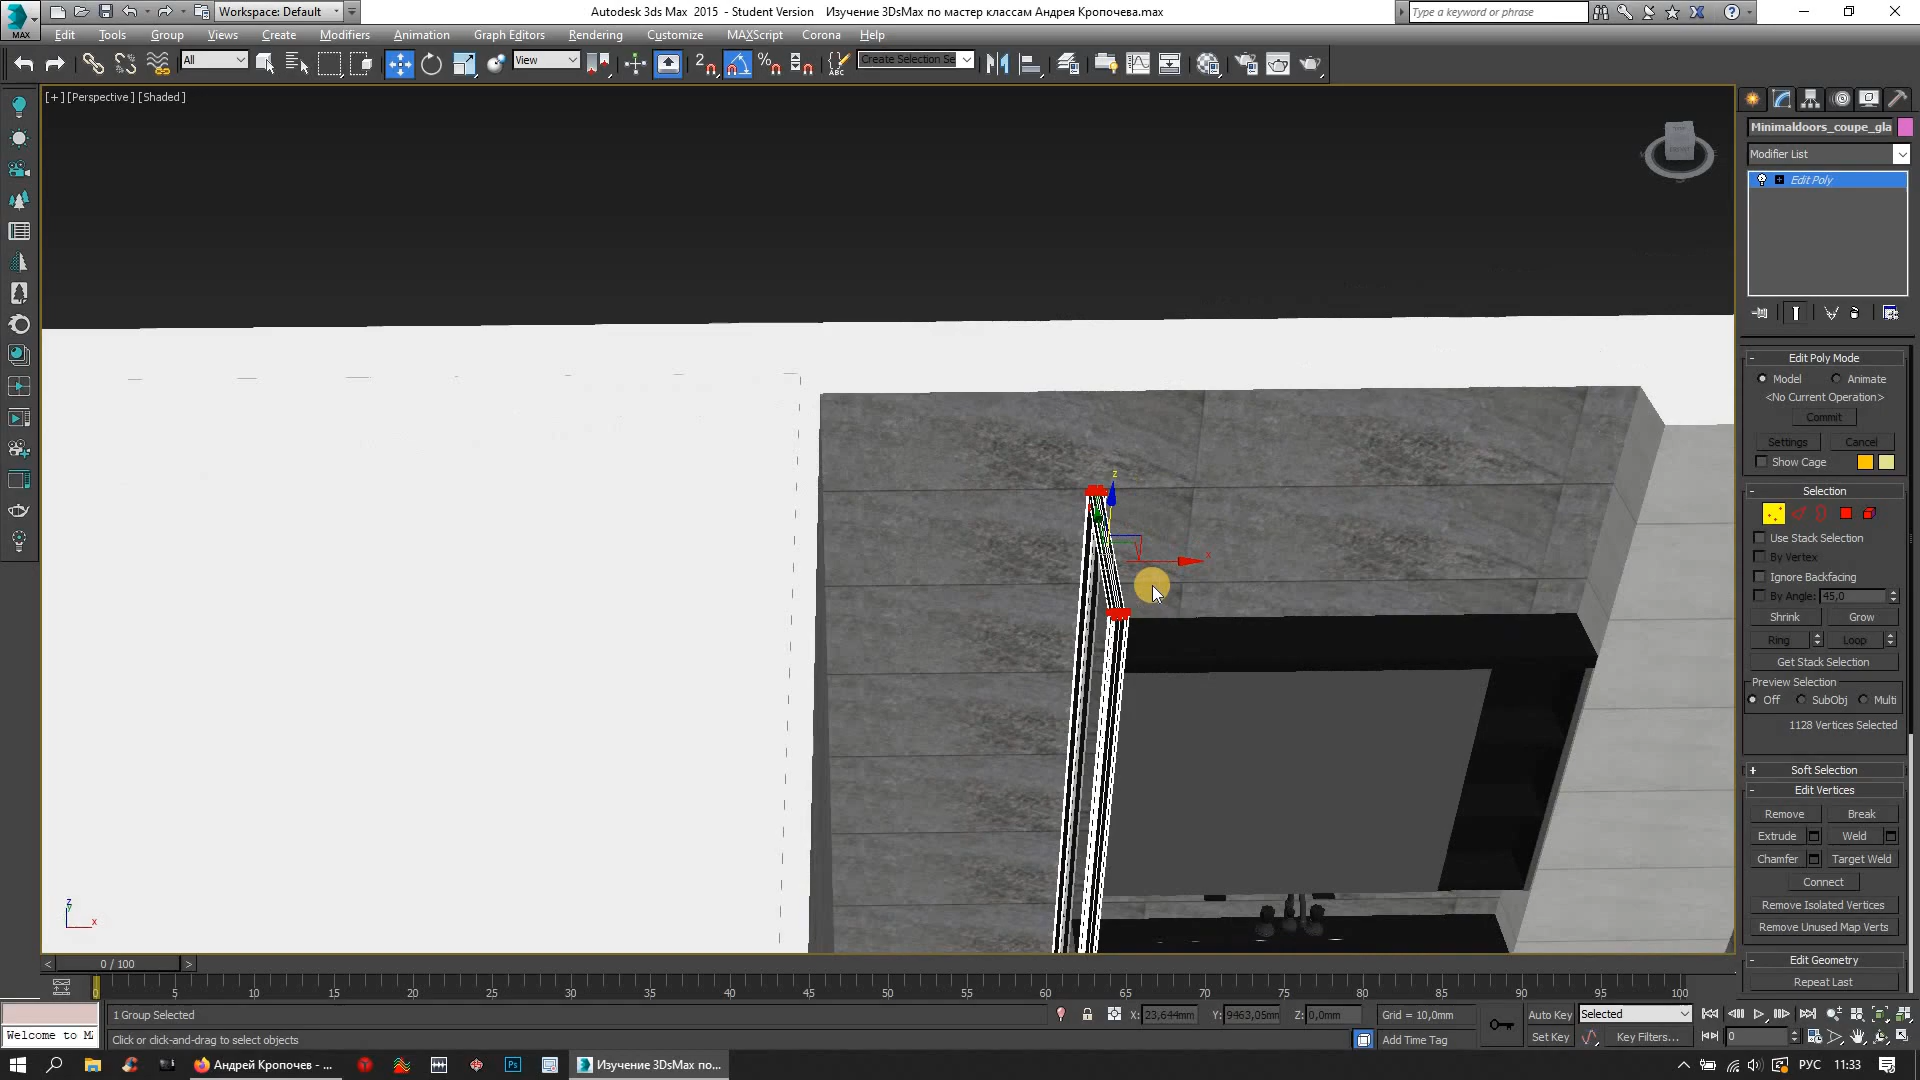 Workspace: Default
Autodesk 3ds Max 2015 - Student Version Изучение 3DsMax по мастер классам Андрея Кропочева.max
Type a keyword or phrase
MAX
Edit Tools Group Views Create Modifiers Animation Graph Editors Rendering Customize MAXScript Corona Help
All
View
Create Selection Se
[+] [Perspective] [Shaded]
Minimaldoors_coupe_gla
Modifier List
Edit Poly
Edit Poly Mode
Model Animate
<No Current Operation>
Commit
Settings Cancel
Show Cage
Selection
Use Stack Selection
By Vertex
Ignore Backfacing
By Angle: 45,0
Shrink Grow
Ring Loop
Get Stack Selection
Preview Selection
Off SubObj Multi
1128 Vertices Selected
Soft Selection
Edit Vertices
Remove Break
Extrude Weld
Chamfer Target Weld
Connect
Remove Isolated Vertices
Remove Unused Map Verts
Edit Geometry
Repeat Last
z
x
z
x
0 / 100
0 5 10 15 20 25 30 35 40 45 50 55 60 65 70 75 80 85 90 95 100
1 Group Selected
X: 23,644mm Y: 9463,05mm Z: 0,0mm Grid = 10,0mm
Auto Key Selected
Welcome to M
Click or click-and-drag to select objects
Add Time Tag
Set Key Key Filters...
0
Андрей Кропочев - ...
Изучение 3DsMax по...
РУС 11:33